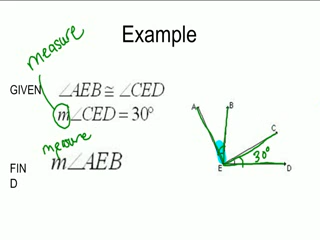 Example
measure
GIVEN ∠AEB ≅ ∠CED
m∠CED = 30°
measure
FIN
D m∠AEB
A B C
30°
E D